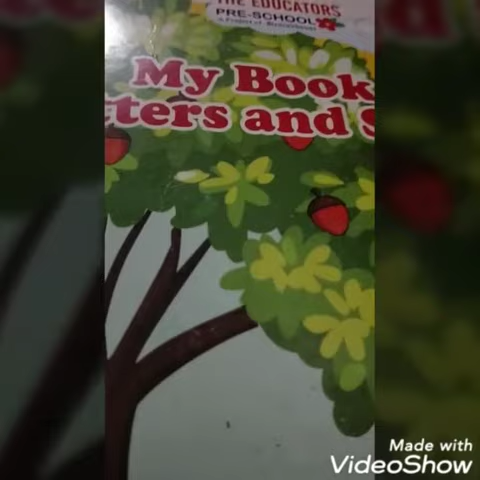 THE EDUCATORS
PRE-SCHOOL
My Book
tters and S
Made with
VideoShow